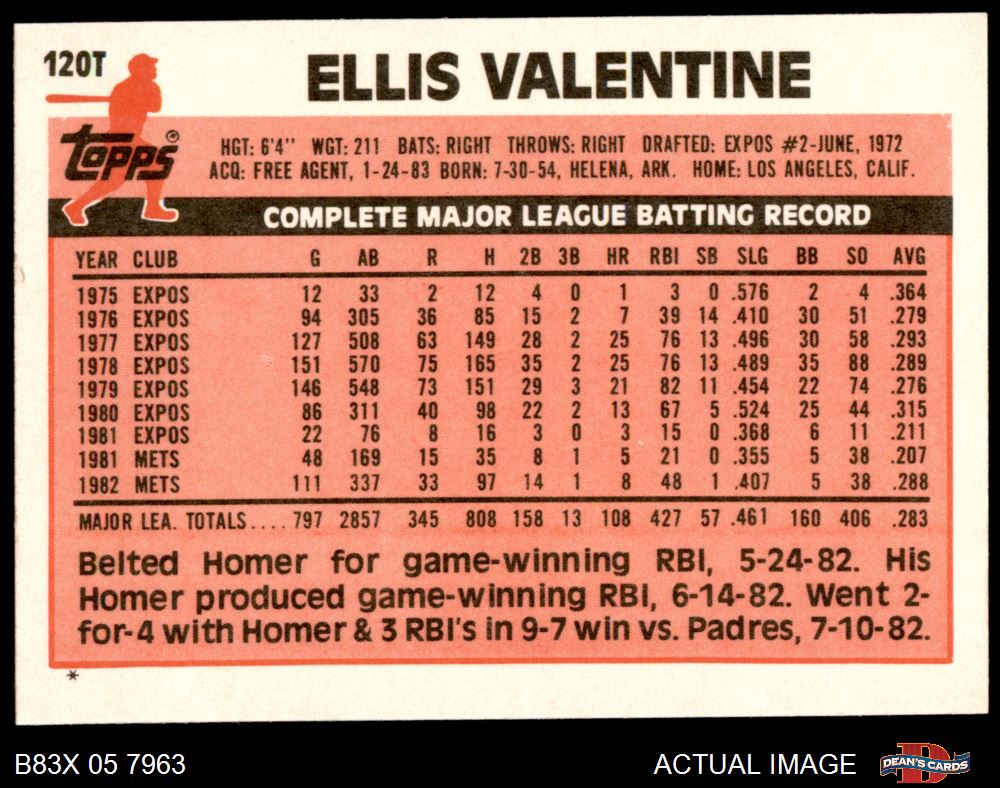 120T
ELLIS VALENTINE
topps®
HGT: 6'4" WGT: 211 BATS: RIGHT THROWS: RIGHT DRAFTED: EXPOS #2-JUNE, 1972
ACQ: FREE AGENT, 1-24-83 BORN: 7-30-54, HELENA, ARK. HOME: LOS ANGELES, CALIF.
COMPLETE MAJOR LEAGUE BATTING RECORD
YEAR CLUB G AB R H 2B 3B HR RBI SB SLG BB SO AVG
1975 EXPOS 12 33 2 12 4 0 1 3 0 .576 2 4 .364
1976 EXPOS 94 305 36 85 15 2 7 39 14 .410 30 51 .279
1977 EXPOS 127 508 63 149 28 2 25 76 13 .496 30 58 .293
1978 EXPOS 151 570 75 165 35 2 25 76 13 .489 35 88 .289
1979 EXPOS 146 548 73 151 29 3 21 82 11 .454 22 74 .276
1980 EXPOS 86 311 40 98 22 2 13 67 5 .524 25 44 .315
1981 EXPOS 22 76 8 16 3 0 3 15 0 .368 6 11 .211
1981 METS 48 169 15 35 8 1 5 21 0 .355 5 38 .207
1982 METS 111 337 33 97 14 1 8 48 1 .407 5 38 .288
MAJOR LEA. TOTALS.... 797 2857 345 808 158 13 108 427 57 .461 160 406 .283
Belted Homer for game-winning RBI, 5-24-82. His
Homer produced game-winning RBI, 6-14-82. Went 2-
for-4 with Homer & 3 RBI's in 9-7 win vs. Padres, 7-10-82.
*
B83X 05 7963 ACTUAL IMAGE DEAN'S CARDS